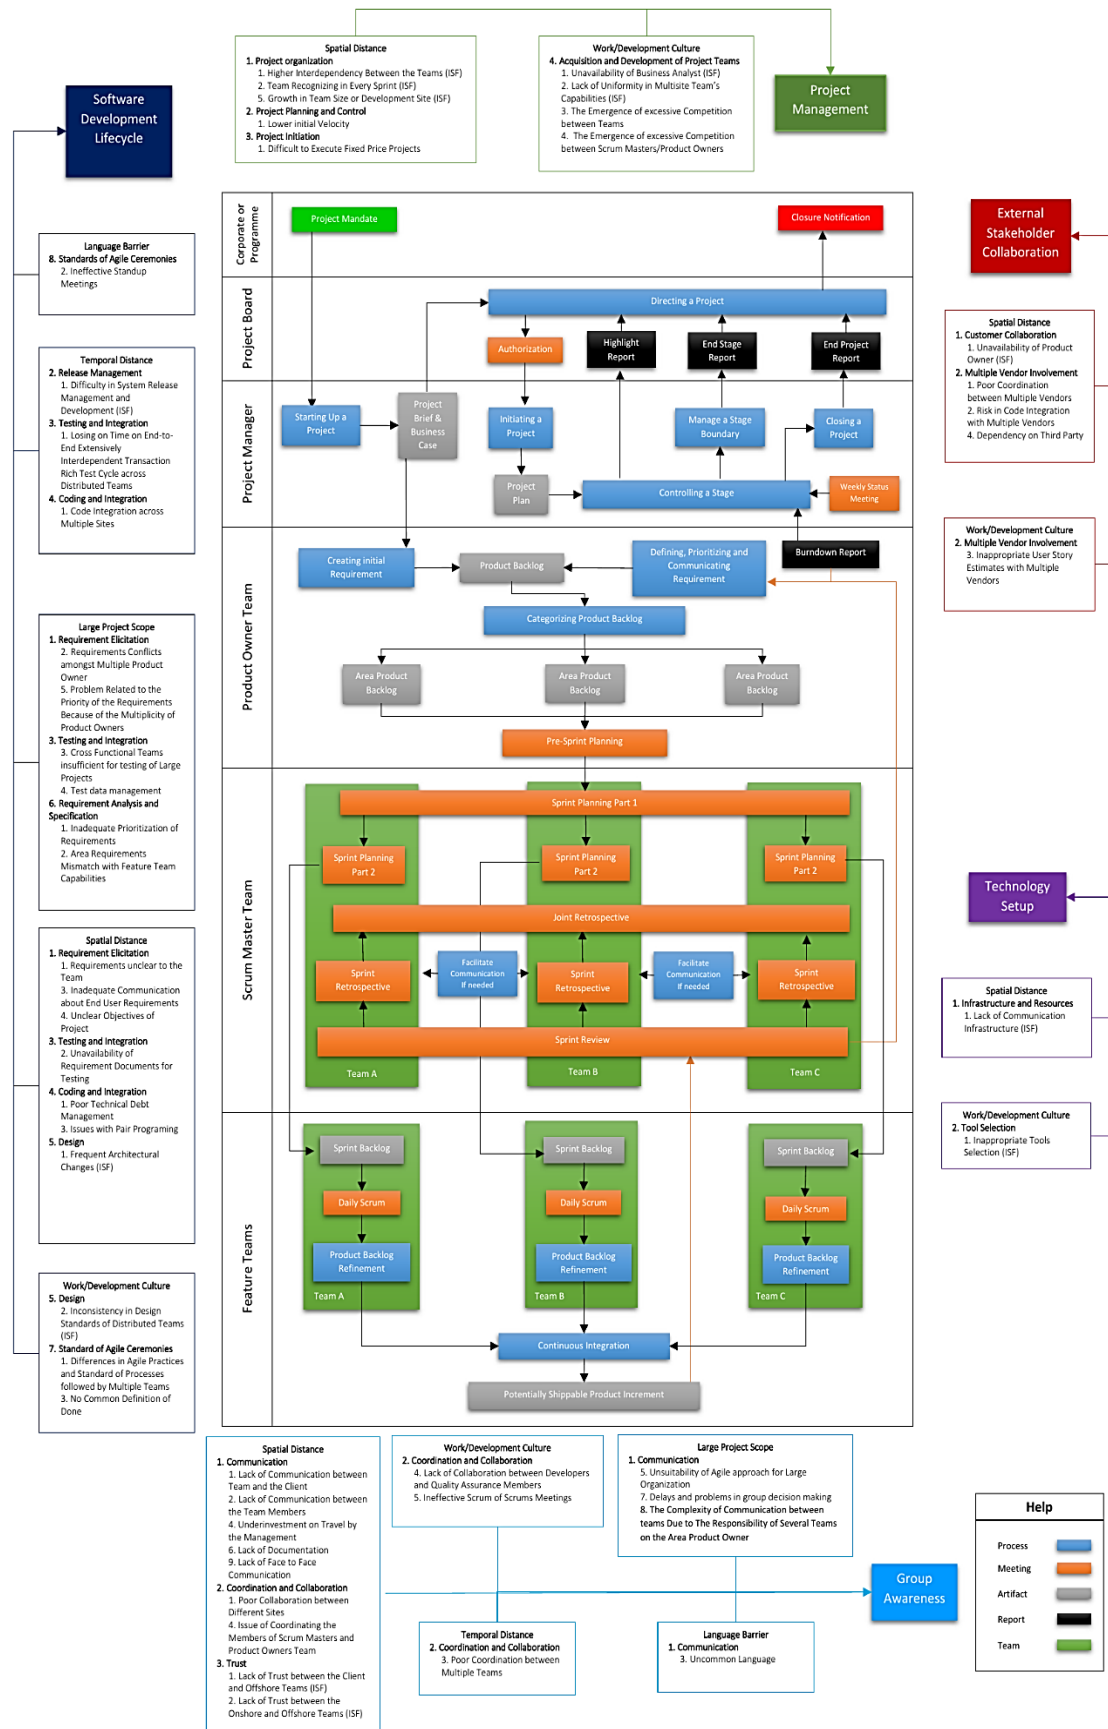 Spatial Distance
1. Project organization
1. Higher Interdependency Between the Teams (ISF)
2. Team Recognizing in Every Sprint (ISF)
5. Growth in Team Size or Development Site (ISF)
2. Project Planning and Control
1. Lower initial Velocity
3. Project Initiation
1. Difficult to Execute Fixed Price Projects
Work/Development Culture
4. Acquisition and Development of Project Teams
1. Unavailability of Business Analyst (ISF)
2. Lack of Uniformity in Multisite Team's
Capabilities (ISF)
3. The Emergence of excessive Competition
between Teams
4. The Emergence of excessive Competition
between Scrum Masters/Product Owners
Project
Management
Software
Development
Lifecycle
Language Barrier
8. Standards of Agile Ceremonies
2. Ineffective Standup
Meetings
Temporal Distance
2. Release Management
1. Difficulty in System Release
Management and
Development (ISF)
3. Testing and Integration
1. Losing on Time on End-to-
End Extensively
Interdependent Transaction
Rich Test Cycle across
Distributed Teams
4. Coding and Integration
1. Code Integration across
Multiple Sites
Large Project Scope
1. Requirement Elicitation
2. Requirements Conflicts
amongst Multiple Product
Owner
5. Problem Related to the
Priority of the Requirements
Because of the Multiplicity of
Product Owners
3. Testing and Integration
3. Cross Functional Teams
insufficient for testing of Large
Projects
4. Test data management
6. Requirement Analysis and
Specification
1. Inadequate Prioritization of
Requirements
2. Area Requirements
Mismatch with Feature Team
Capabilities
Spatial Distance
1. Requirement Elicitation
1. Requirements unclear to the
Team
3. Inadequate Communication
about End User Requirements
4. Unclear Objectives of
Project
3. Testing and Integration
2. Unavailability of
Requirement Documents for
Testing
4. Coding and Integration
1. Poor Technical Debt
Management
3. Issues with Pair Programing
5. Design
1. Frequent Architectural
Changes (ISF)
Work/Development Culture
5. Design
2. Inconsistency in Design
Standards of Distributed Teams
(ISF)
7. Standard of Agile Ceremonies
1. Differences in Agile Practices
and Standard of Processes
followed by Multiple Teams
3. No Common Definition of
Done
Corporate or
Programme
Project Mandate
Closure Notification
Project Board
Directing a Project
Authorization
Highlight
Report
End Stage
Report
End Project
Report
Project Manager
Starting Up a
Project
Project
Brief &
Business
Case
Initiating
a Project
Manage a Stage
Boundary
Closing
a Project
Project
Plan
Controlling a Stage
Weekly Status
Meeting
Product Owner Team
Creating initial
Requirement
Product Backlog
Defining, Prioritizing and
Communicating
Requirement
Burndown Report
Categorizing Product Backlog
Area Product
Backlog
Area Product
Backlog
Area Product
Backlog
Pre-Sprint Planning
Scrum Master Team
Sprint Planning Part 1
Sprint Planning
Part 2
Sprint Planning
Part 2
Sprint Planning
Part 2
Joint Retrospective
Sprint
Retrospective
Facilitate
Communication
If needed
Sprint
Retrospective
Facilitate
Communication
If needed
Sprint
Retrospective
Sprint Review
Team A
Team B
Team C
Feature Teams
Sprint Backlog
Sprint Backlog
Sprint Backlog
Daily Scrum
Daily Scrum
Daily Scrum
Product Backlog
Refinement
Product Backlog
Refinement
Product Backlog
Refinement
Team A
Team B
Team C
Continuous Integration
Potentially Shippable Product Increment
External
Stakeholder
Collaboration
Spatial Distance
1. Customer Collaboration
1. Unavailability of Product
Owner (ISF)
2. Multiple Vendor Involvement
1. Poor Coordination
between Multiple Vendors
2. Risk in Code Integration
with Multiple Vendors
4. Dependency on Third Party
Work/Development Culture
2. Multiple Vendor Involvement
3. Inappropriate User Story
Estimates with Multiple
Vendors
Technology
Setup
Spatial Distance
1. Infrastructure and Resources
1. Lack of Communication
Infrastructure (ISF)
Work/Development Culture
2. Tool Selection
1. Inappropriate Tools
Selection (ISF)
Spatial Distance
1. Communication
1. Lack of Communication between
Team and the Client
2. Lack of Communication between
the Team Members
4. Underinvestment on Travel by
the Management
6. Lack of Documentation
9. Lack of Face to Face
Communication
2. Coordination and Collaboration
1. Poor Collaboration between
Different Sites
4. Issue of Coordinating the
Members of Scrum Masters and
Product Owners Team
3. Trust
1. Lack of Trust between the Client
and Offshore Teams (ISF)
2. Lack of Trust between the
Onshore and Offshore Teams (ISF)
Work/Development Culture
2. Coordination and Collaboration
4. Lack of Collaboration between Developers
and Quality Assurance Members
5. Ineffective Scrum of Scrums Meetings
Large Project Scope
1. Communication
5. Unsuitability of Agile approach for Large
Organization
7. Delays and problems in group decision making
8. The Complexity of Communication between
teams Due to The Responsibility of Several Teams
on the Area Product Owner
Group
Awareness
Temporal Distance
2. Coordination and Collaboration
3. Poor Coordination between
Multiple Teams
Language Barrier
1. Communication
3. Uncommon Language
Help
Process
Meeting
Artifact
Report
Team